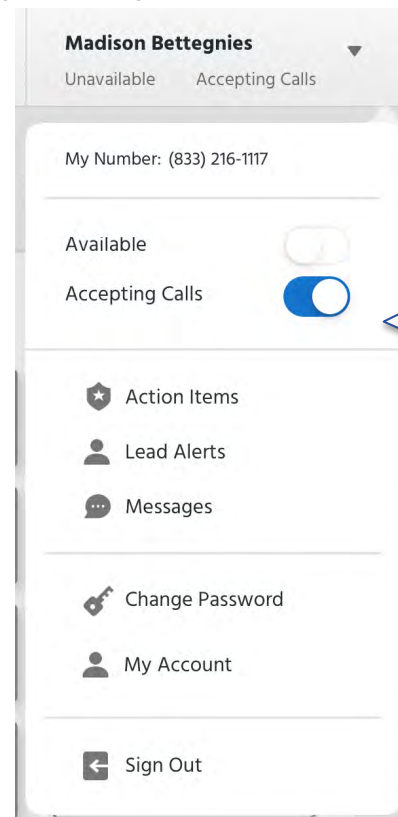 Madison Bettegnies
Unavailable Accepting Calls
My Number: (833) 216-1117
Available
Accepting Calls
Action Items
Lead Alerts
Messages
Change Password
My Account
Sign Out